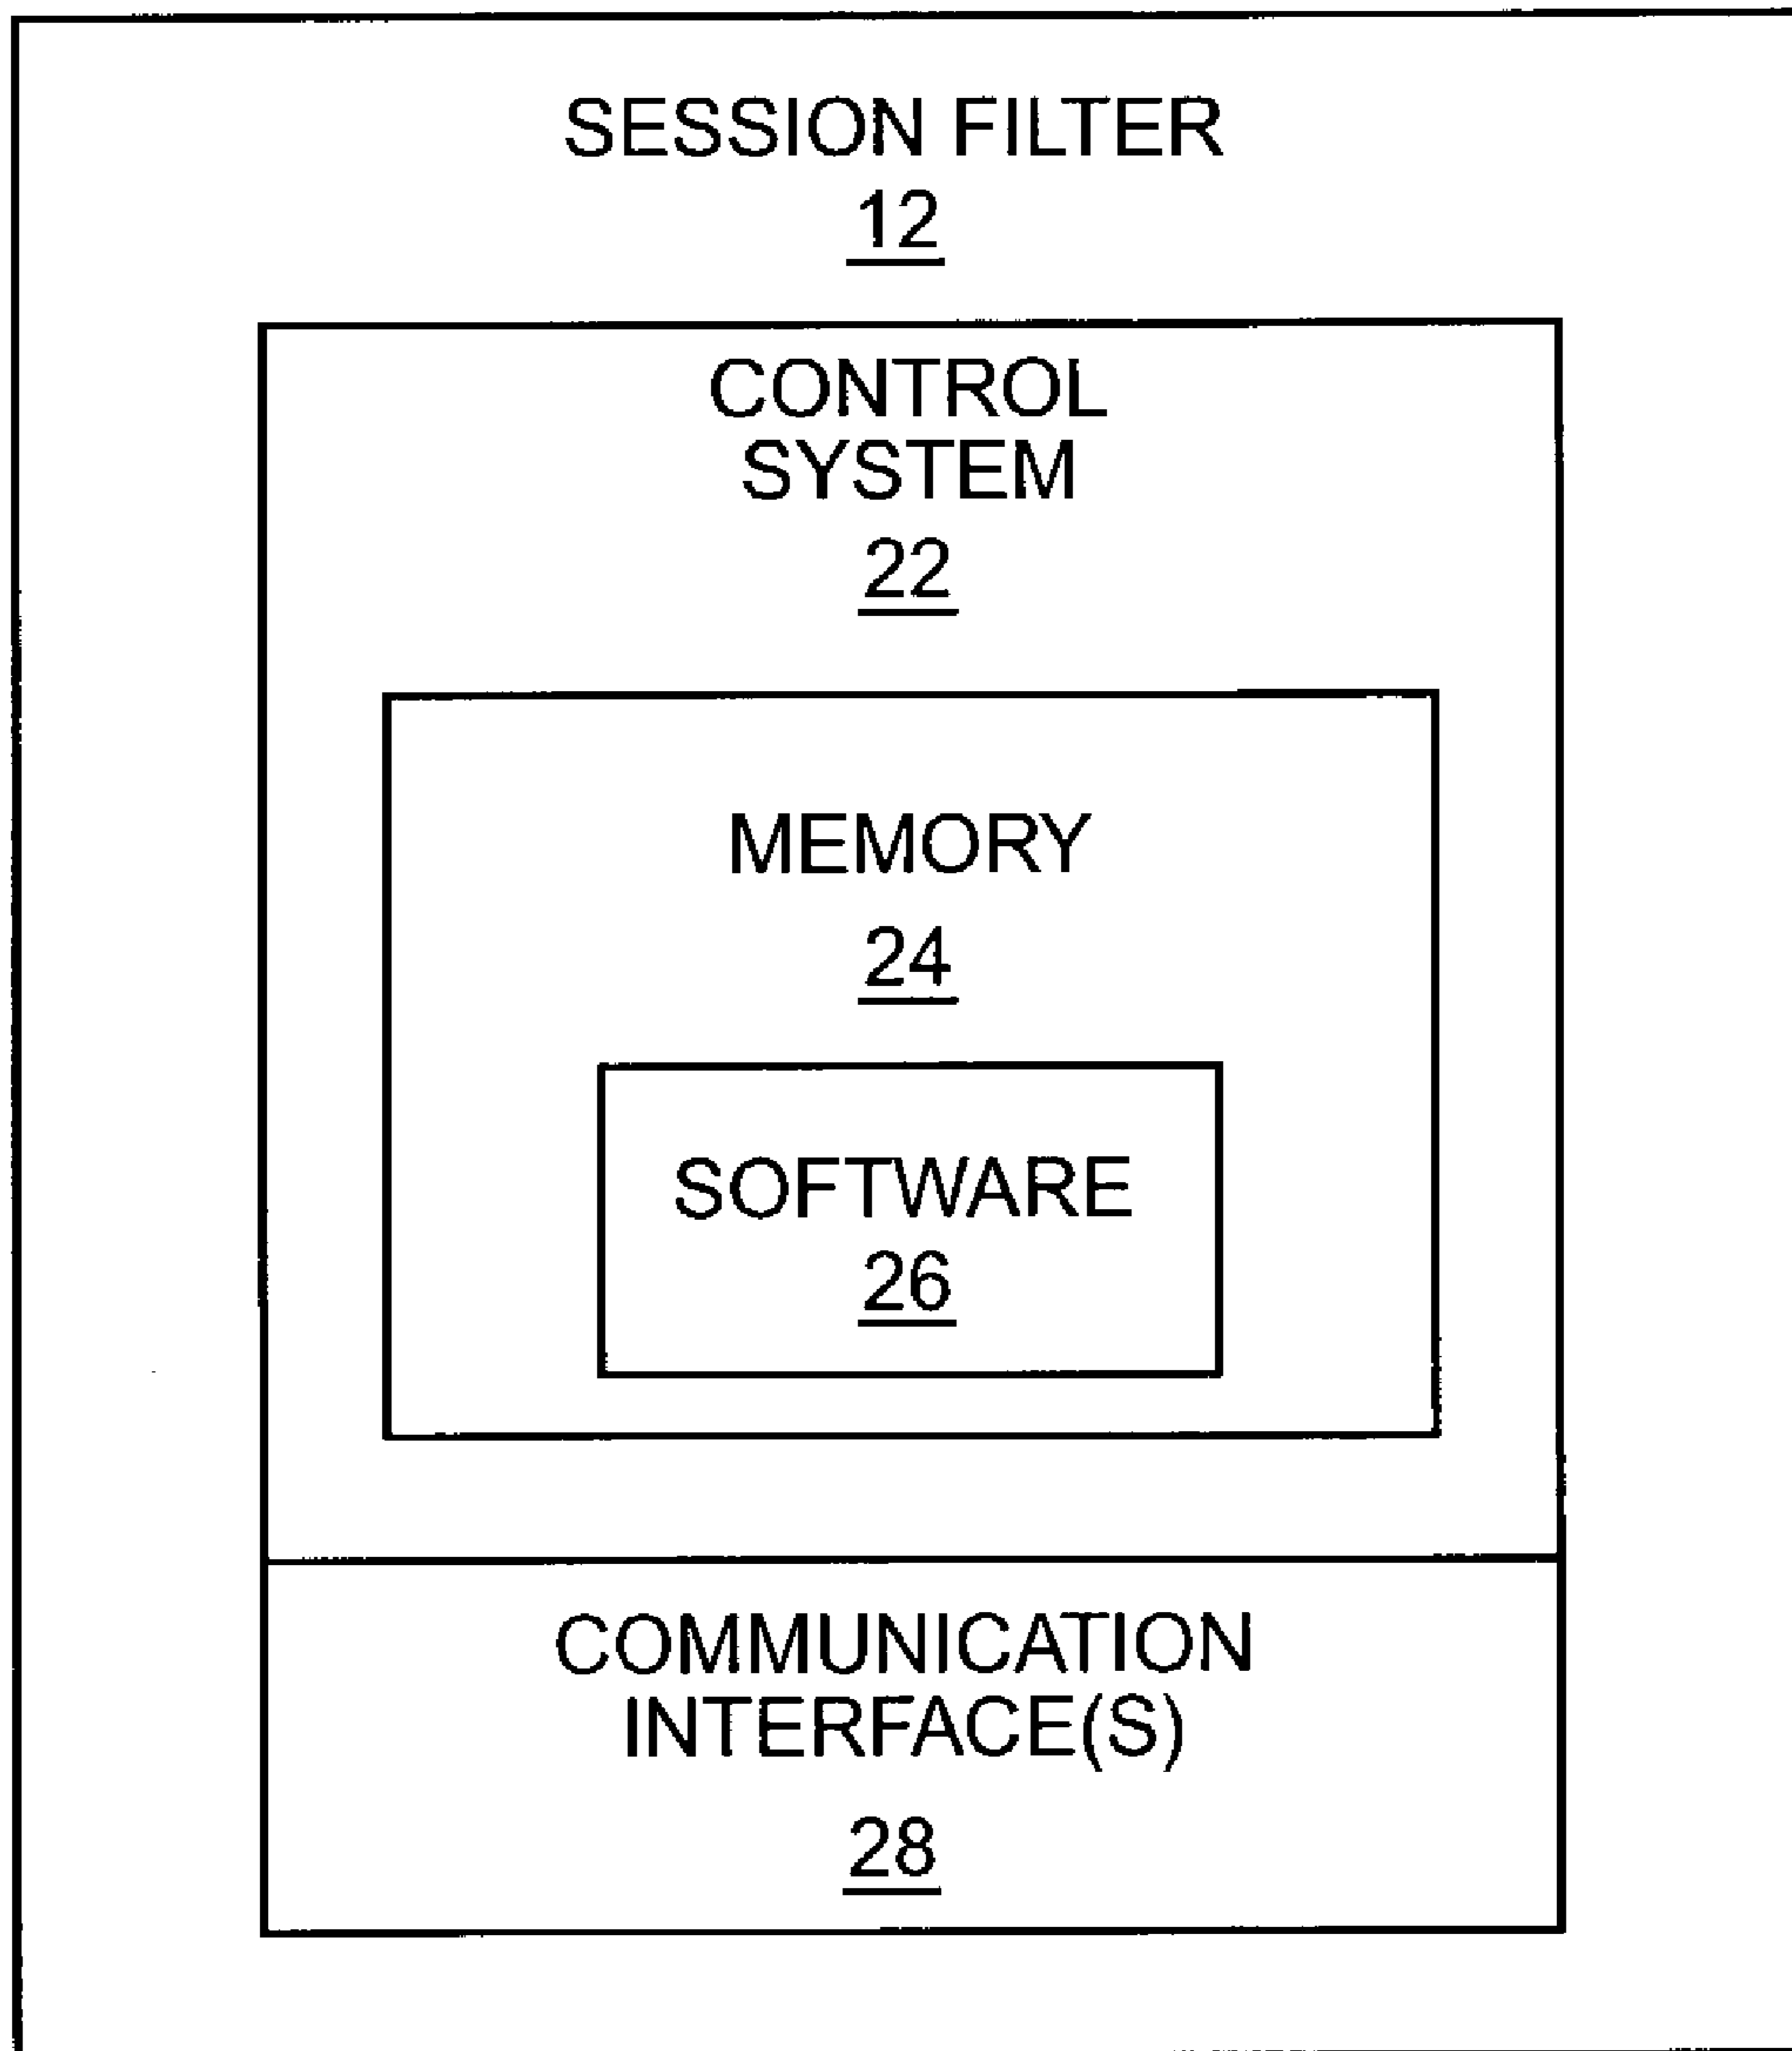 SESSION FILTER
12
CONTROL
SYSTEM
22
MEMORY
24
SOFTWARE
26
COMMUNICATION
INTERFACE(S)
28